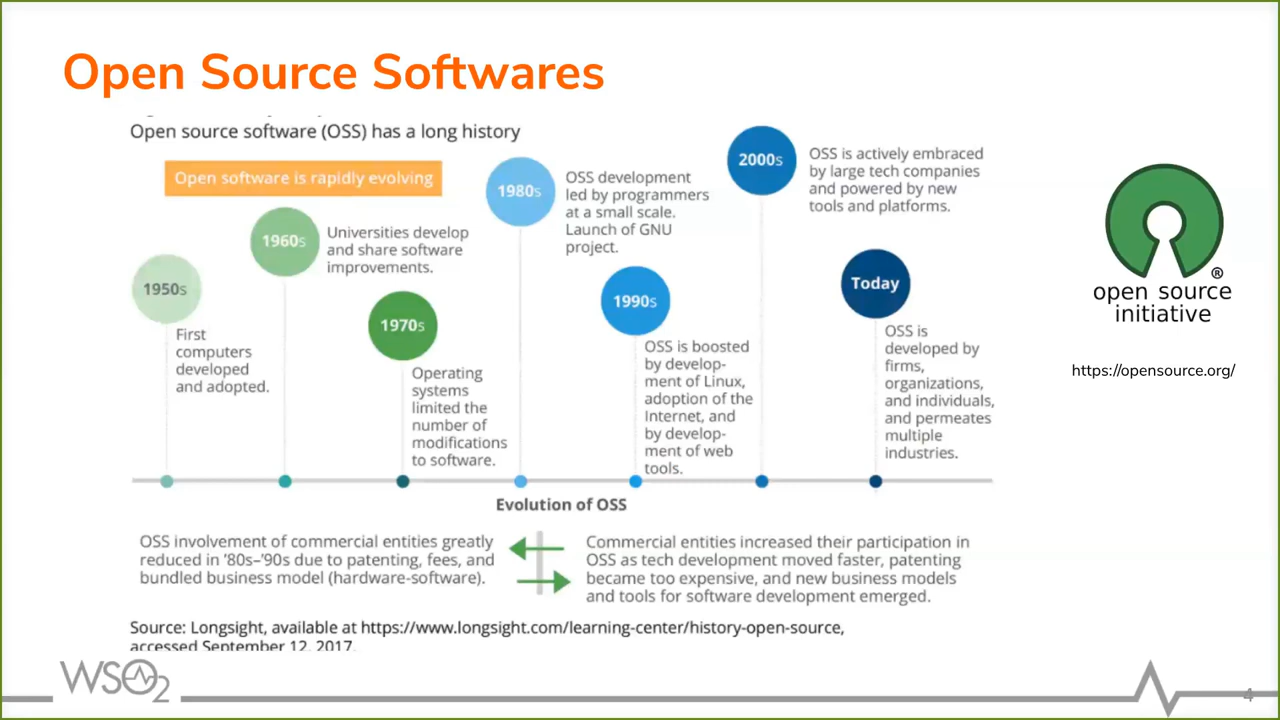 Open Source Softwares
Open source software (OSS) has a long history
Open software is rapidly evolving
1950s
First
computers
developed
and adopted.
1960s
Universities develop
and share software
improvements.
1970s
Operating
systems
limited the
number of
modifications
to software.
1980s
OSS development
led by programmers
at a small scale.
Launch of GNU
project.
1990s
OSS is boosted
by develop-
ment of Linux,
adoption of the
Internet, and
by develop-
ment of web
tools.
2000s
OSS is actively embraced
by large tech companies
and powered by new
tools and platforms.
Today
OSS is
developed by
firms,
organizations,
and individuals,
and permeates
multiple
industries.
Evolution of OSS
OSS involvement of commercial entities greatly
reduced in ’80s–’90s due to patenting, fees, and
bundled business model (hardware-software).
Commercial entities increased their participation in
OSS as tech development moved faster, patenting
became too expensive, and new business models
and tools for software development emerged.
Source: Longsight, available at https://www.longsight.com/learning-center/history-open-source,
accessed September 12, 2017.
®
open source
initiative
https://opensource.org/
WSO2
4